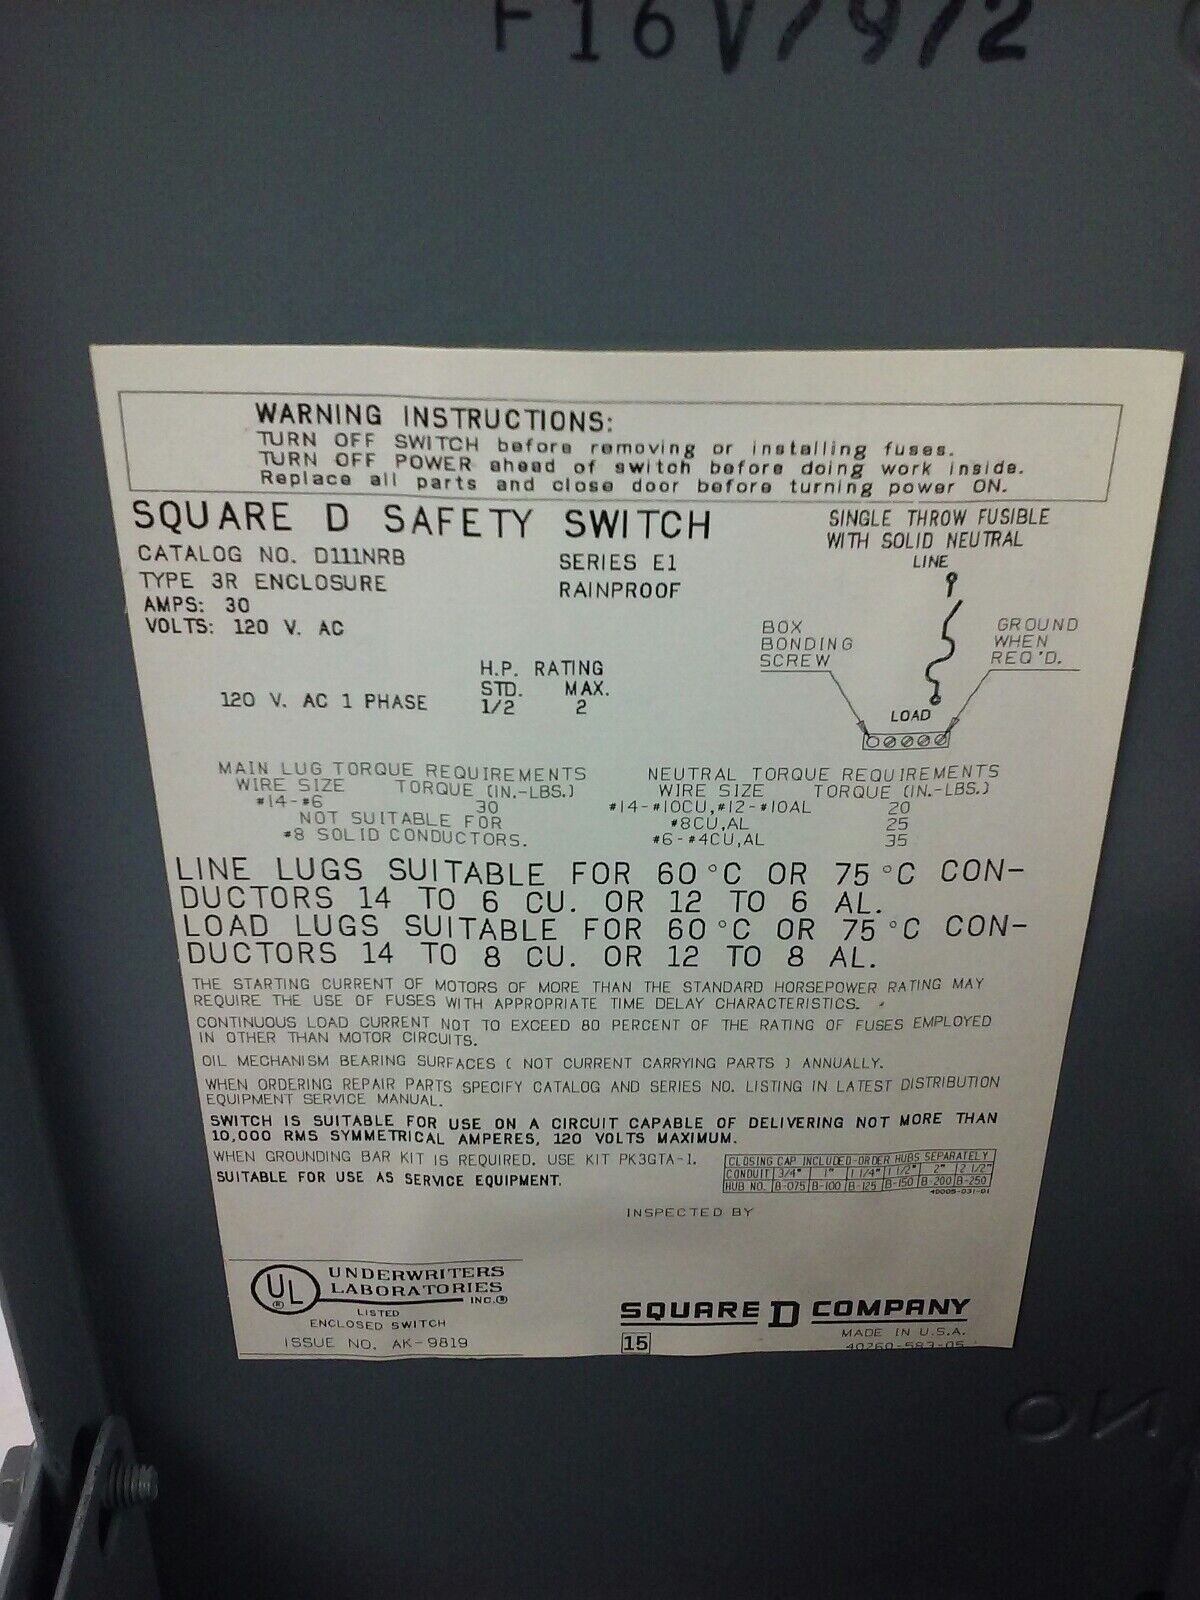 F16V7972
WARNING INSTRUCTIONS:
TURN OFF SWITCH before removing or installing fuses.
TURN OFF POWER ahead of switch before doing work inside.
Replace all parts and close door before turning power ON.
SQUARE D SAFETY SWITCH
CATALOG NO. D111NRB
SERIES E1
TYPE 3R ENCLOSURE
RAINPROOF
AMPS: 30
VOLTS: 120 V. AC
SINGLE THROW FUSIBLE
WITH SOLID NEUTRAL
LINE
BOX
BONDING
SCREW
GROUND
WHEN
REQ'D.
LOAD
H.P. RATING
STD. MAX.
120 V. AC 1 PHASE 1/2 2
MAIN LUG TORQUE REQUIREMENTS
WIRE SIZE TORQUE (IN.-LBS.)
#14-#6 30
NOT SUITABLE FOR
#8 SOLID CONDUCTORS.
NEUTRAL TORQUE REQUIREMENTS
WIRE SIZE TORQUE (IN.-LBS.)
#14-#10CU,#12-#10AL 20
#8CU,AL 25
#6-#4CU,AL 35
LINE LUGS SUITABLE FOR 60°C OR 75°C CON-
DUCTORS 14 TO 6 CU. OR 12 TO 6 AL.
LOAD LUGS SUITABLE FOR 60°C OR 75°C CON-
DUCTORS 14 TO 8 CU. OR 12 TO 8 AL.
THE STARTING CURRENT OF MOTORS OF MORE THAN THE STANDARD HORSEPOWER RATING MAY
REQUIRE THE USE OF FUSES WITH APPROPRIATE TIME DELAY CHARACTERISTICS.
CONTINUOUS LOAD CURRENT NOT TO EXCEED 80 PERCENT OF THE RATING OF FUSES EMPLOYED
IN OTHER THAN MOTOR CIRCUITS.
OIL MECHANISM BEARING SURFACES ( NOT CURRENT CARRYING PARTS ) ANNUALLY.
WHEN ORDERING REPAIR PARTS SPECIFY CATALOG AND SERIES NO. LISTING IN LATEST DISTRIBUTION
EQUIPMENT SERVICE MANUAL.
SWITCH IS SUITABLE FOR USE ON A CIRCUIT CAPABLE OF DELIVERING NOT MORE THAN
10,000 RMS SYMMETRICAL AMPERES, 120 VOLTS MAXIMUM.
WHEN GROUNDING BAR KIT IS REQUIRED. USE KIT PK3GTA-1.
SUITABLE FOR USE AS SERVICE EQUIPMENT.
CLOSING CAP INCLUDED-ORDER HUBS SEPARATELY
CONDUIT 3/4" 1" 1 1/4" 1 1/2" 2" 2 1/2"
HUB NO. B-075 B-100 B-125 B-150 B-200 B-250
40005-031-01
INSPECTED BY
UL ®
UNDERWRITERS
LABORATORIES
INC.®
LISTED
ENCLOSED SWITCH
ISSUE NO. AK-9819
SQUARE D COMPANY
15
MADE IN U.S.A.
40260-583-05
ON